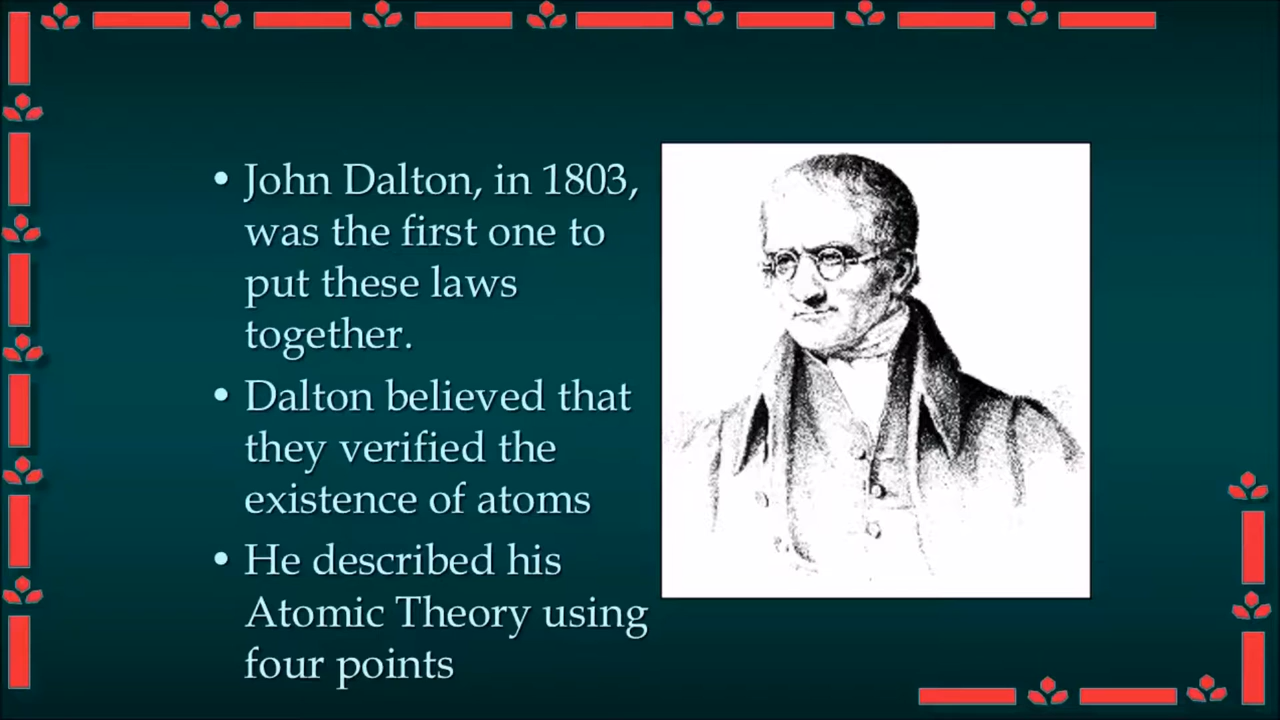 • John Dalton, in 1803,
was the first one to
put these laws
together.
• Dalton believed that
they verified the
existence of atoms
• He described his
Atomic Theory using
four points